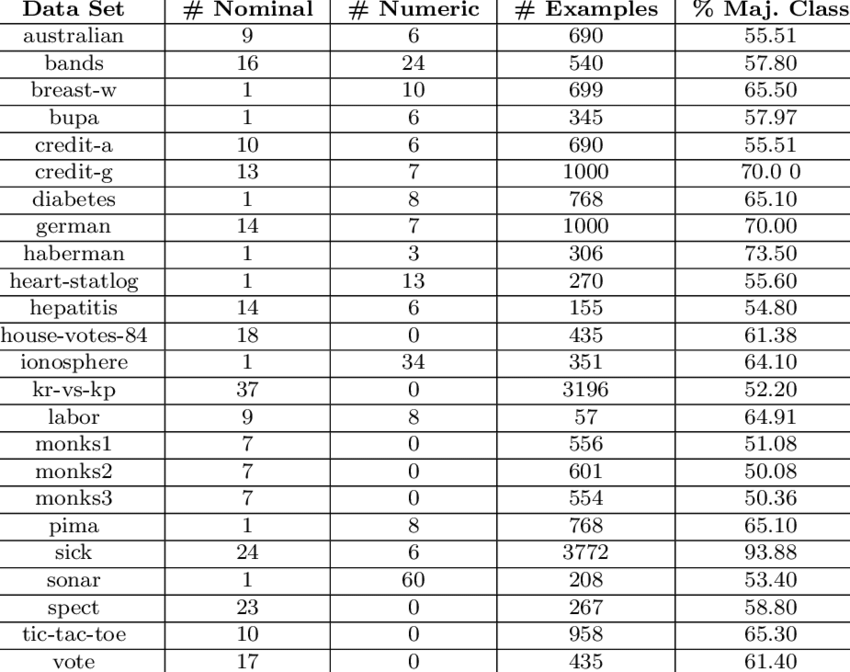 Data Set # Nominal # Numeric # Examples % Maj. Class
australian 9 6 690 55.51
bands 16 24 540 57.80
breast-w 1 10 699 65.50
bupa 1 6 345 57.97
credit-a 10 6 690 55.51
credit-g 13 7 1000 70.0 0
diabetes 1 8 768 65.10
german 14 7 1000 70.00
haberman 1 3 306 73.50
heart-statlog 1 13 270 55.60
hepatitis 14 6 155 54.80
house-votes-84 18 0 435 61.38
ionosphere 1 34 351 64.10
kr-vs-kp 37 0 3196 52.20
labor 9 8 57 64.91
monks1 7 0 556 51.08
monks2 7 0 601 50.08
monks3 7 0 554 50.36
pima 1 8 768 65.10
sick 24 6 3772 93.88
sonar 1 60 208 53.40
spect 23 0 267 58.80
tic-tac-toe 10 0 958 65.30
vote 17 0 435 61.40